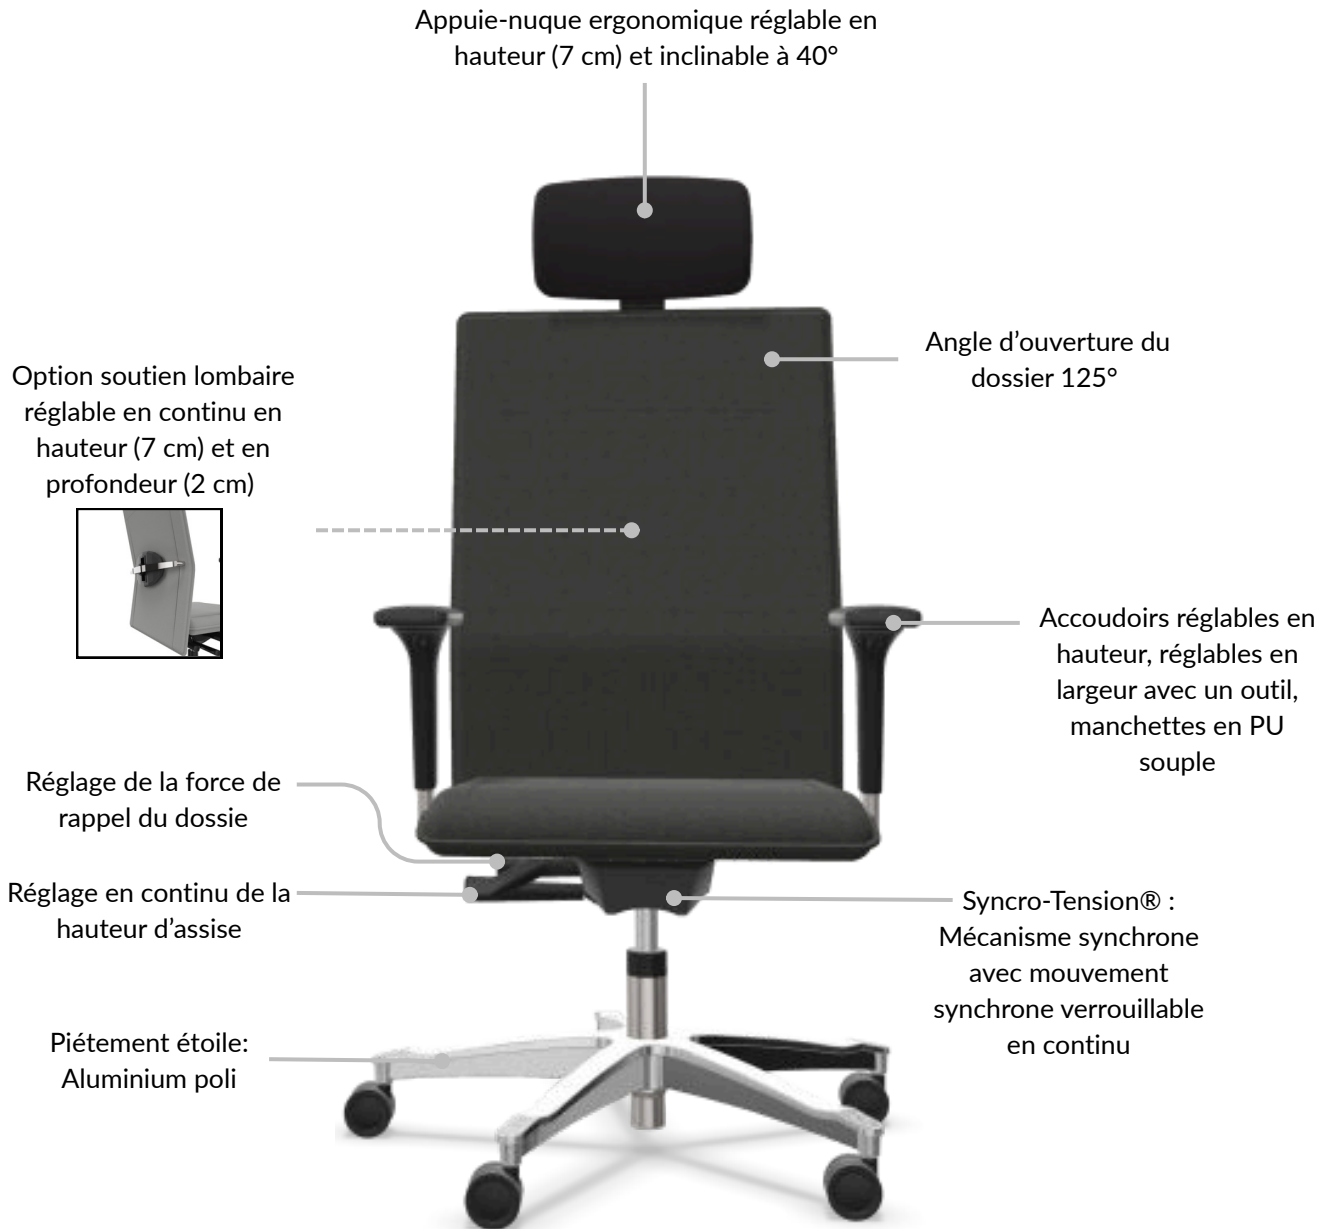 Appuie-nuque ergonomique réglable en
hauteur (7 cm) et inclinable à 40°
Angle d’ouverture du
dossier 125°
Option soutien lombaire
réglable en continu en
hauteur (7 cm) et en
profondeur (2 cm)
Accoudoirs réglables en
hauteur, réglables en
largeur avec un outil,
manchettes en PU
souple
Réglage de la force de
rappel du dossie
Réglage en continu de la
hauteur d’assise
Syncro-Tension® :
Mécanisme synchrone
avec mouvement
synchrone verrouillable
en continu
Piétement étoile:
Aluminium poli